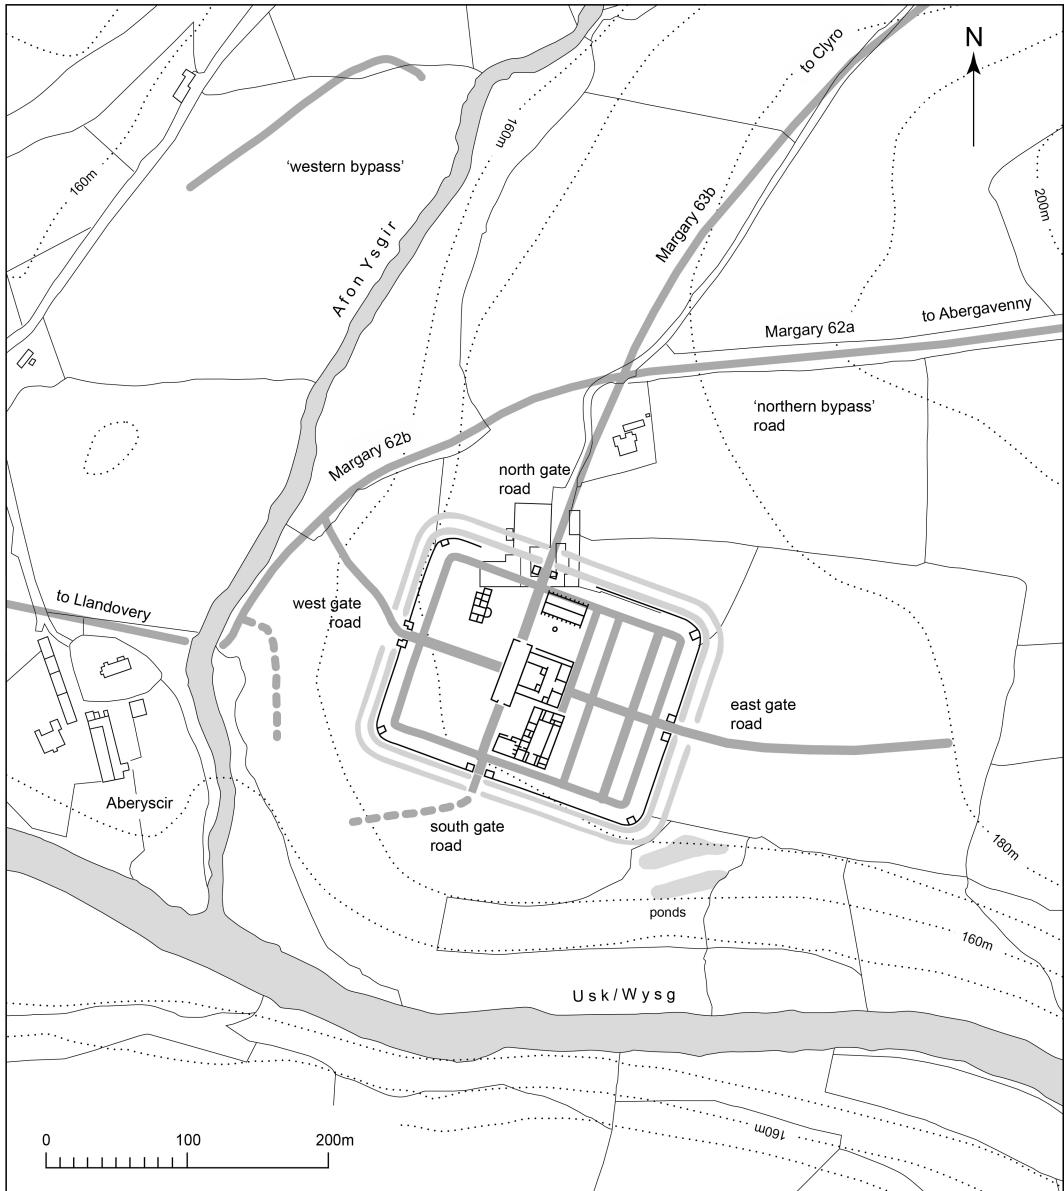 N
to Clyro
160m
'western bypass'
160m
Margary 63b
200m
Afon Ysgir
to Abergavenny
Margary 62a
'northern bypass'
road
Margary 62b
north gate
road
to Llandovery
west gate
road
east gate
road
Aberyscir
south gate
road
180m
ponds
160m
Usk/Wysg
160m
0 100 200m